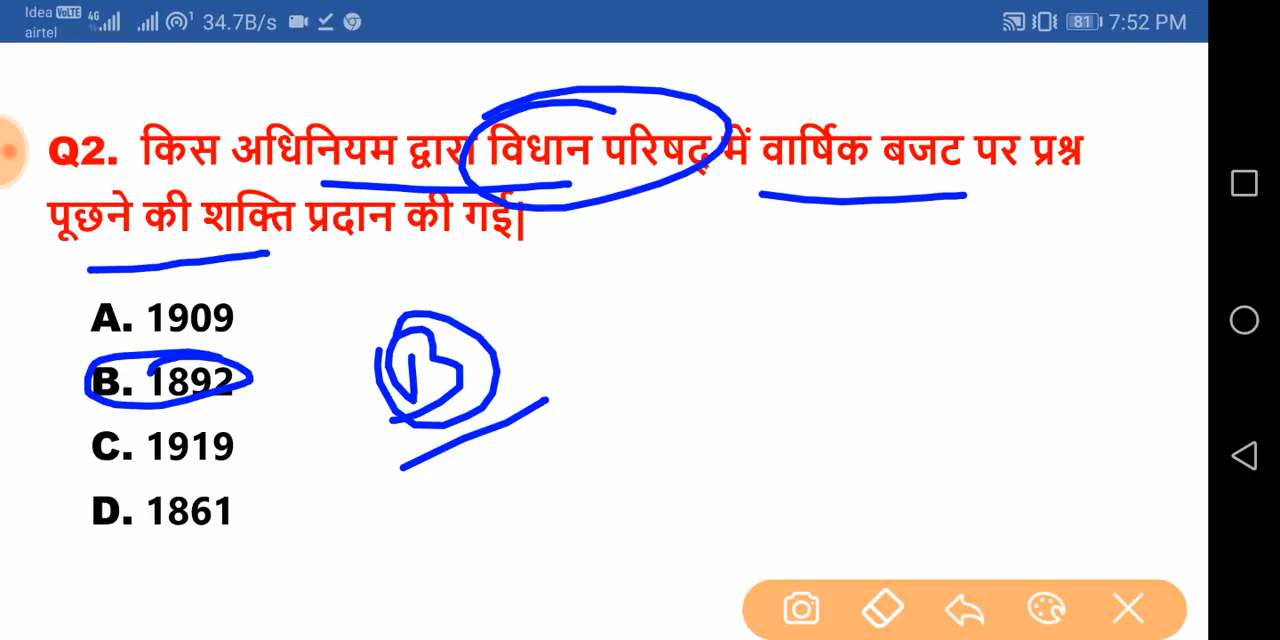 Idea VoLTE 4G 1 34.7B/s 81 7:52 PM
airtel
Q2. किस अधिनियम द्वारा विधान परिषद् में वार्षिक बजट पर प्रश्न
पूछने की शक्ति प्रदान की गई|
A. 1909
B. 1892
C. 1919
D. 1861